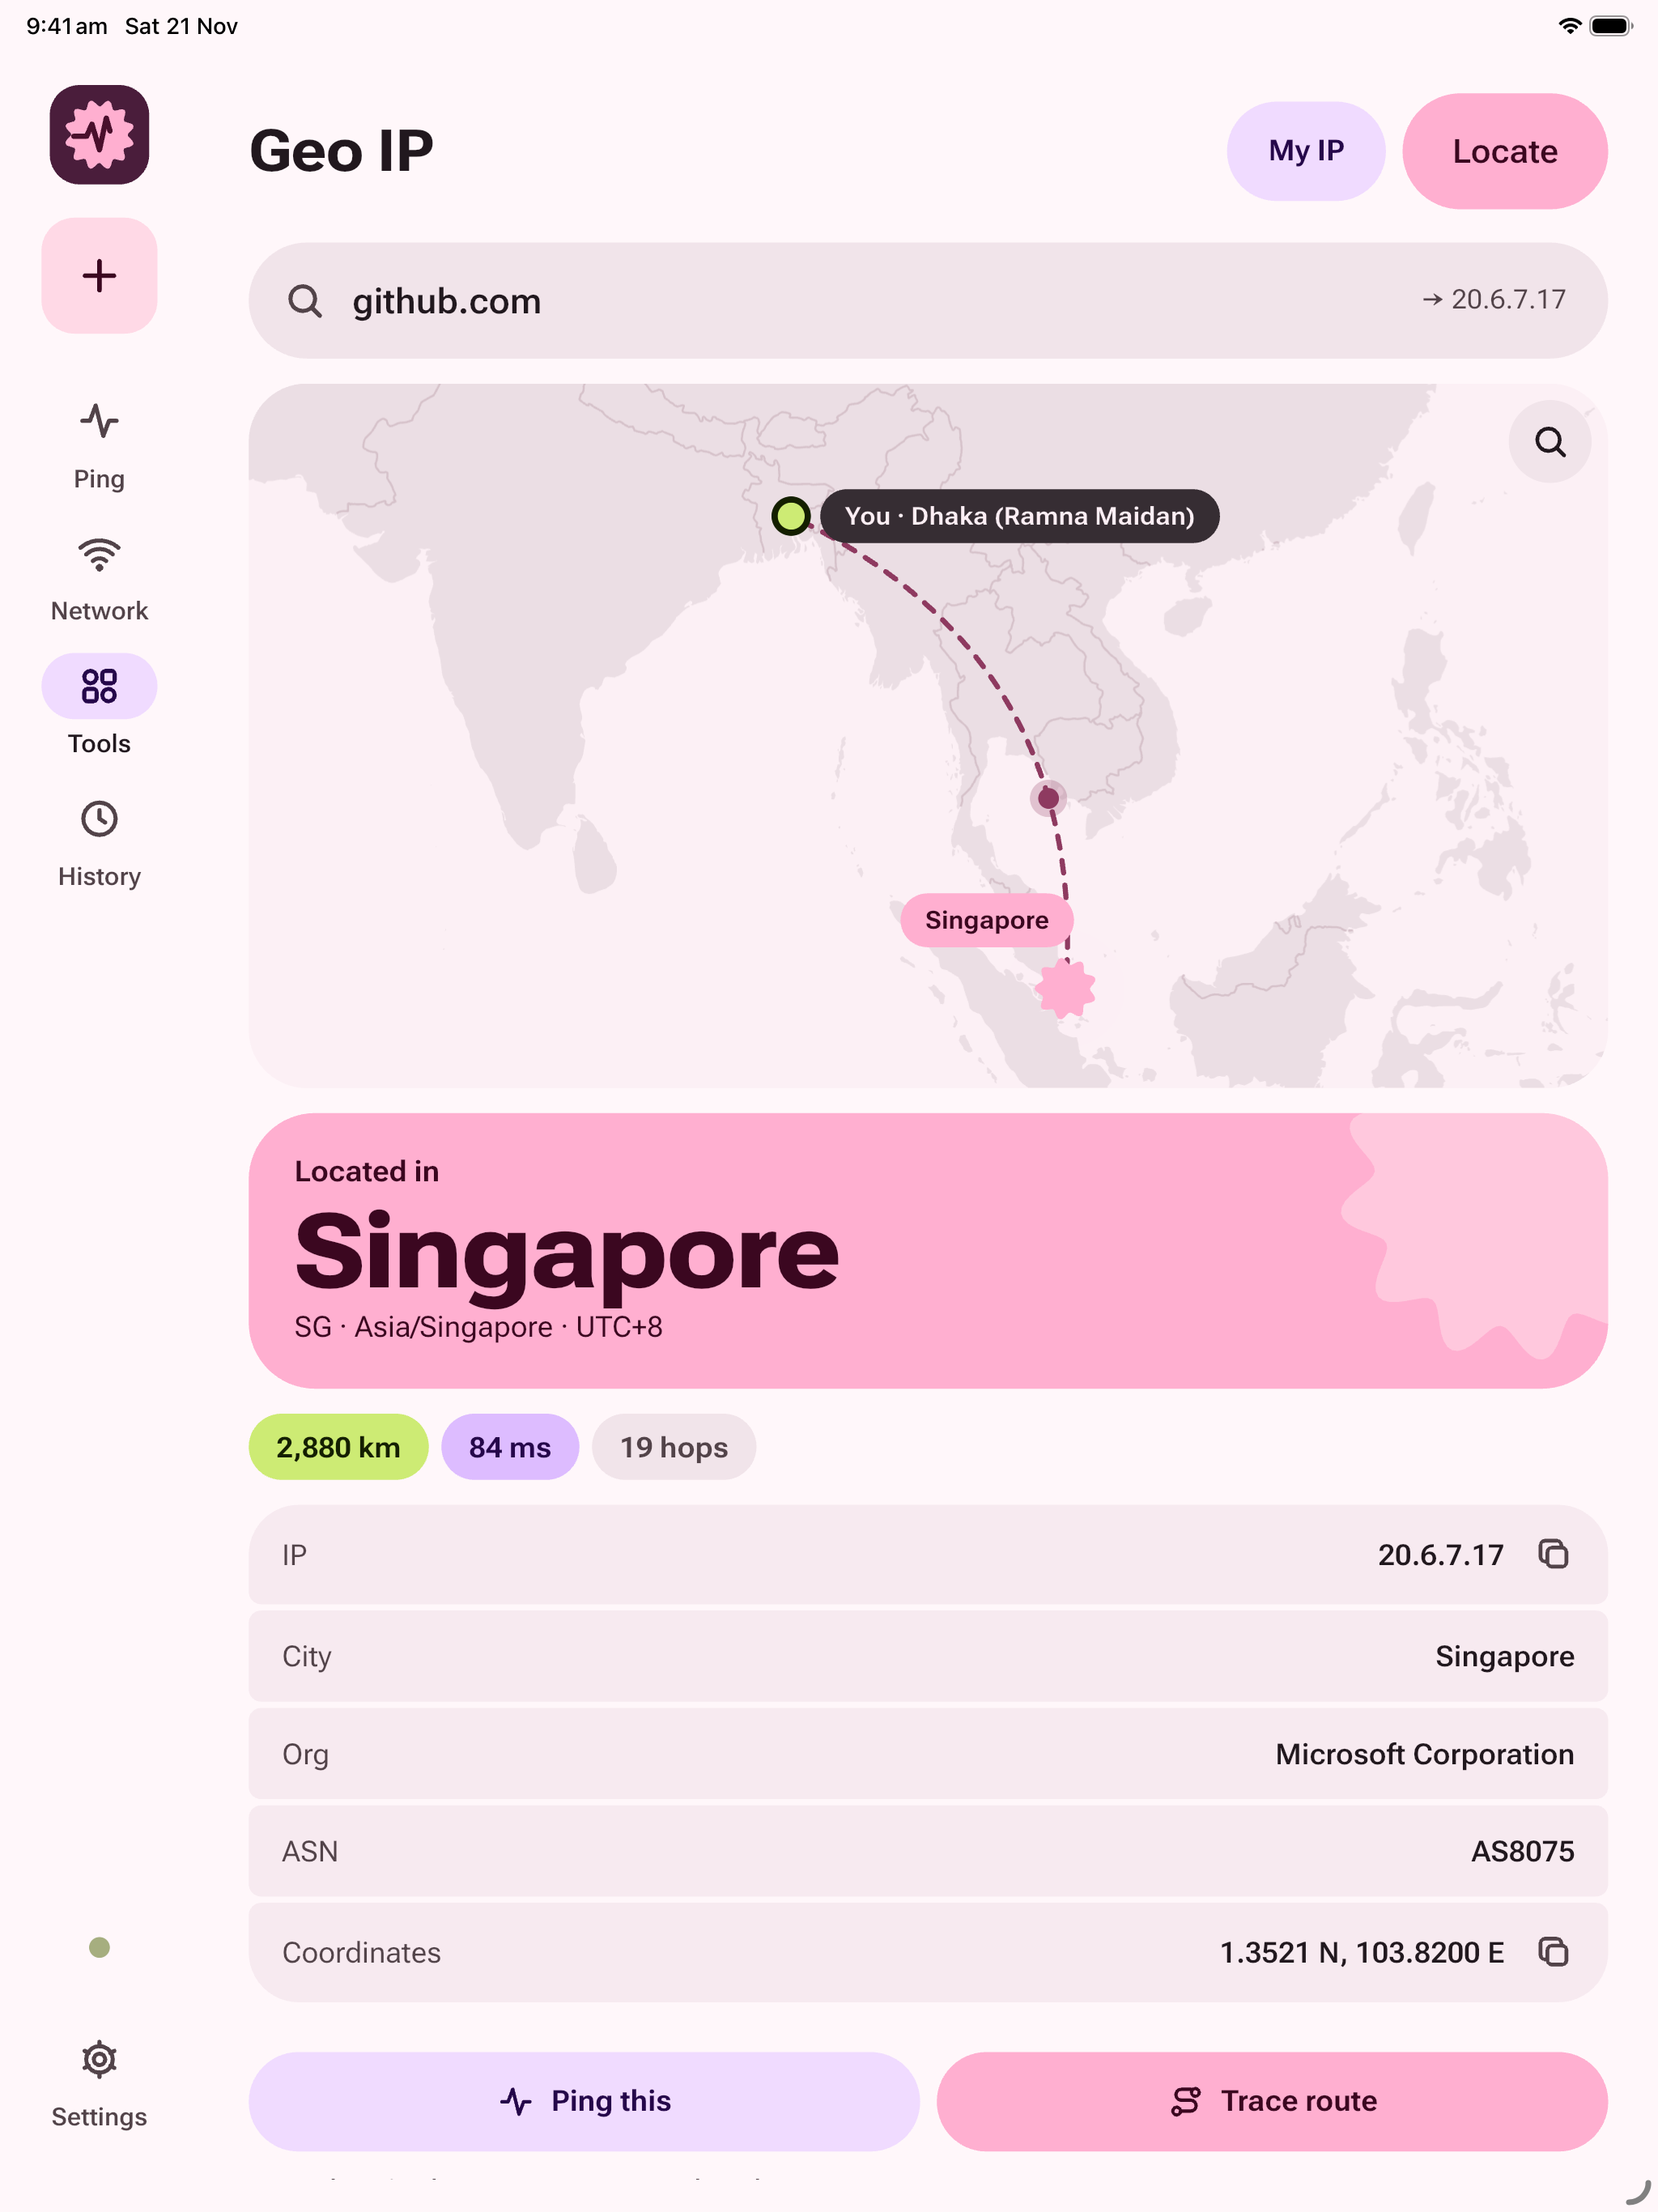 9:41 am Sat 21 Nov
Geo IP
My IP
Locate
github.com
→ 20.6.7.17
Ping
Network
Tools
History
You · Dhaka (Ramna Maidan)
Singapore
Located in
Singapore
SG · Asia/Singapore · UTC+8
2,880 km
84 ms
19 hops
IP
20.6.7.17
City
Singapore
Org
Microsoft Corporation
ASN
AS8075
Coordinates
1.3521 N, 103.8200 E
Settings
Ping this
Trace route